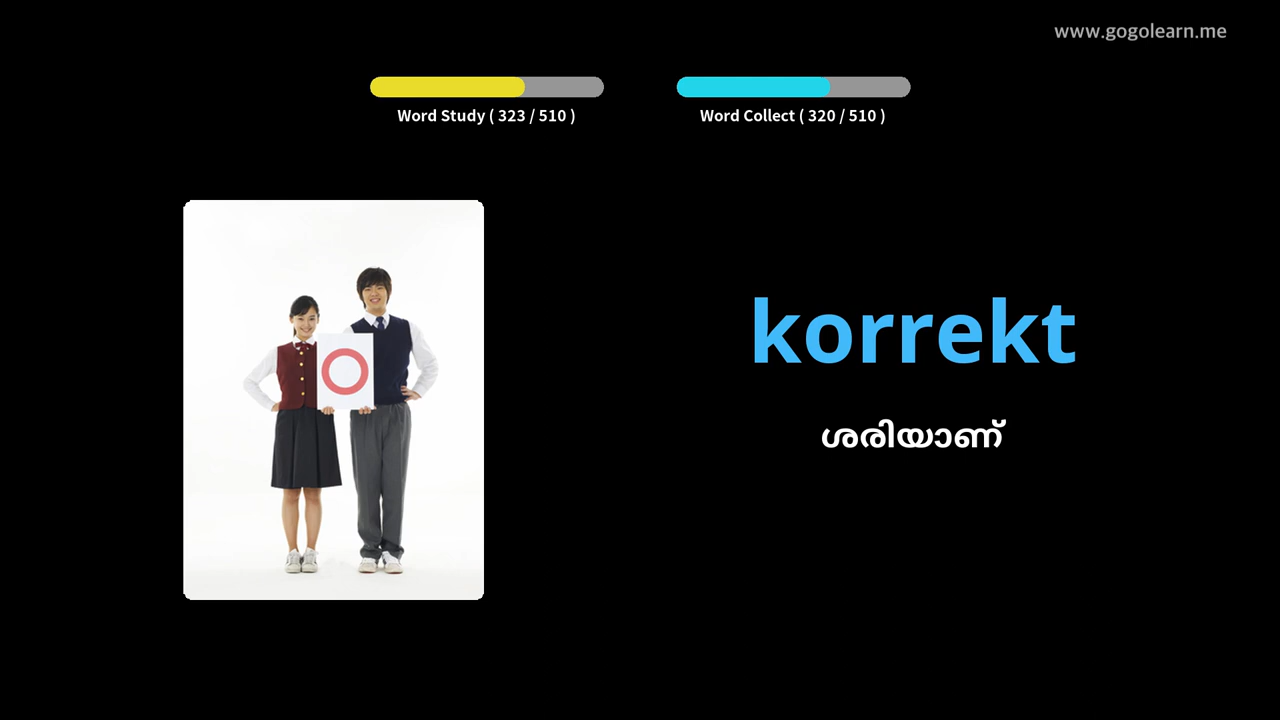 www.gogolearn.me
Word Study ( 323 / 510 )
Word Collect ( 320 / 510 )
korrekt
ശരിയാണ്